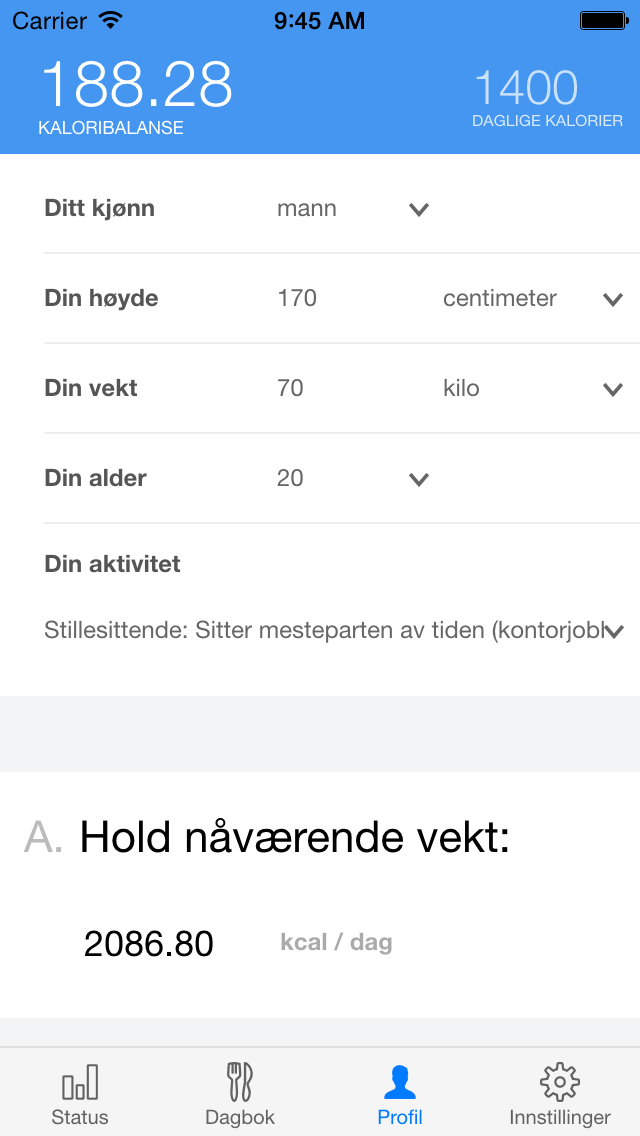 Carrier 9:45 AM
188.28 1400
KALORIBALANSE DAGLIGE KALORIER
Ditt kjønn mann
Din høyde 170 centimeter
Din vekt 70 kilo
Din alder 20
Din aktivitet
Stillesittende: Sitter mesteparten av tiden (kontorjobb
A. Hold nåværende vekt:
2086.80 kcal / dag
Status Dagbok Profil Innstillinger